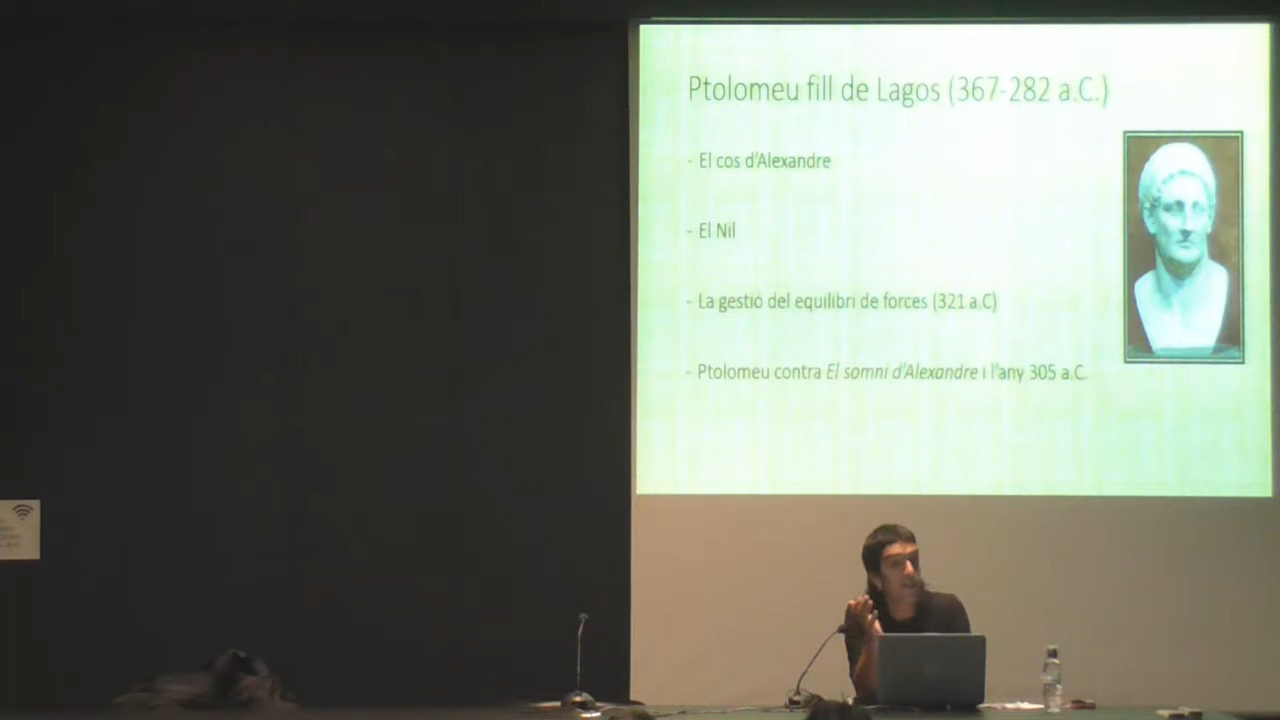 Ptolomeu fill de Lagos (367-282 a.C.)
- El cos d'Alexandre
- El Nil
- La gestió del equilibri de forces (321 a.C)
- Ptolomeu contra El somni d'Alexandre i l'any 305 a.C.